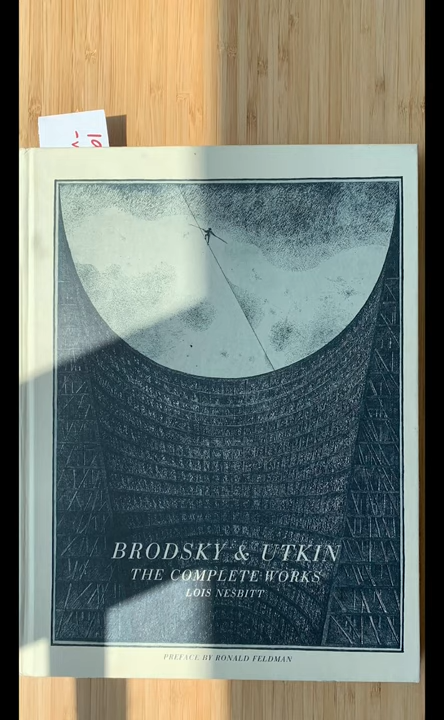 BRODSKY & UTKIN
THE COMPLETE WORKS
LOIS NESBITT
PREFACE BY RONALD FELDMAN